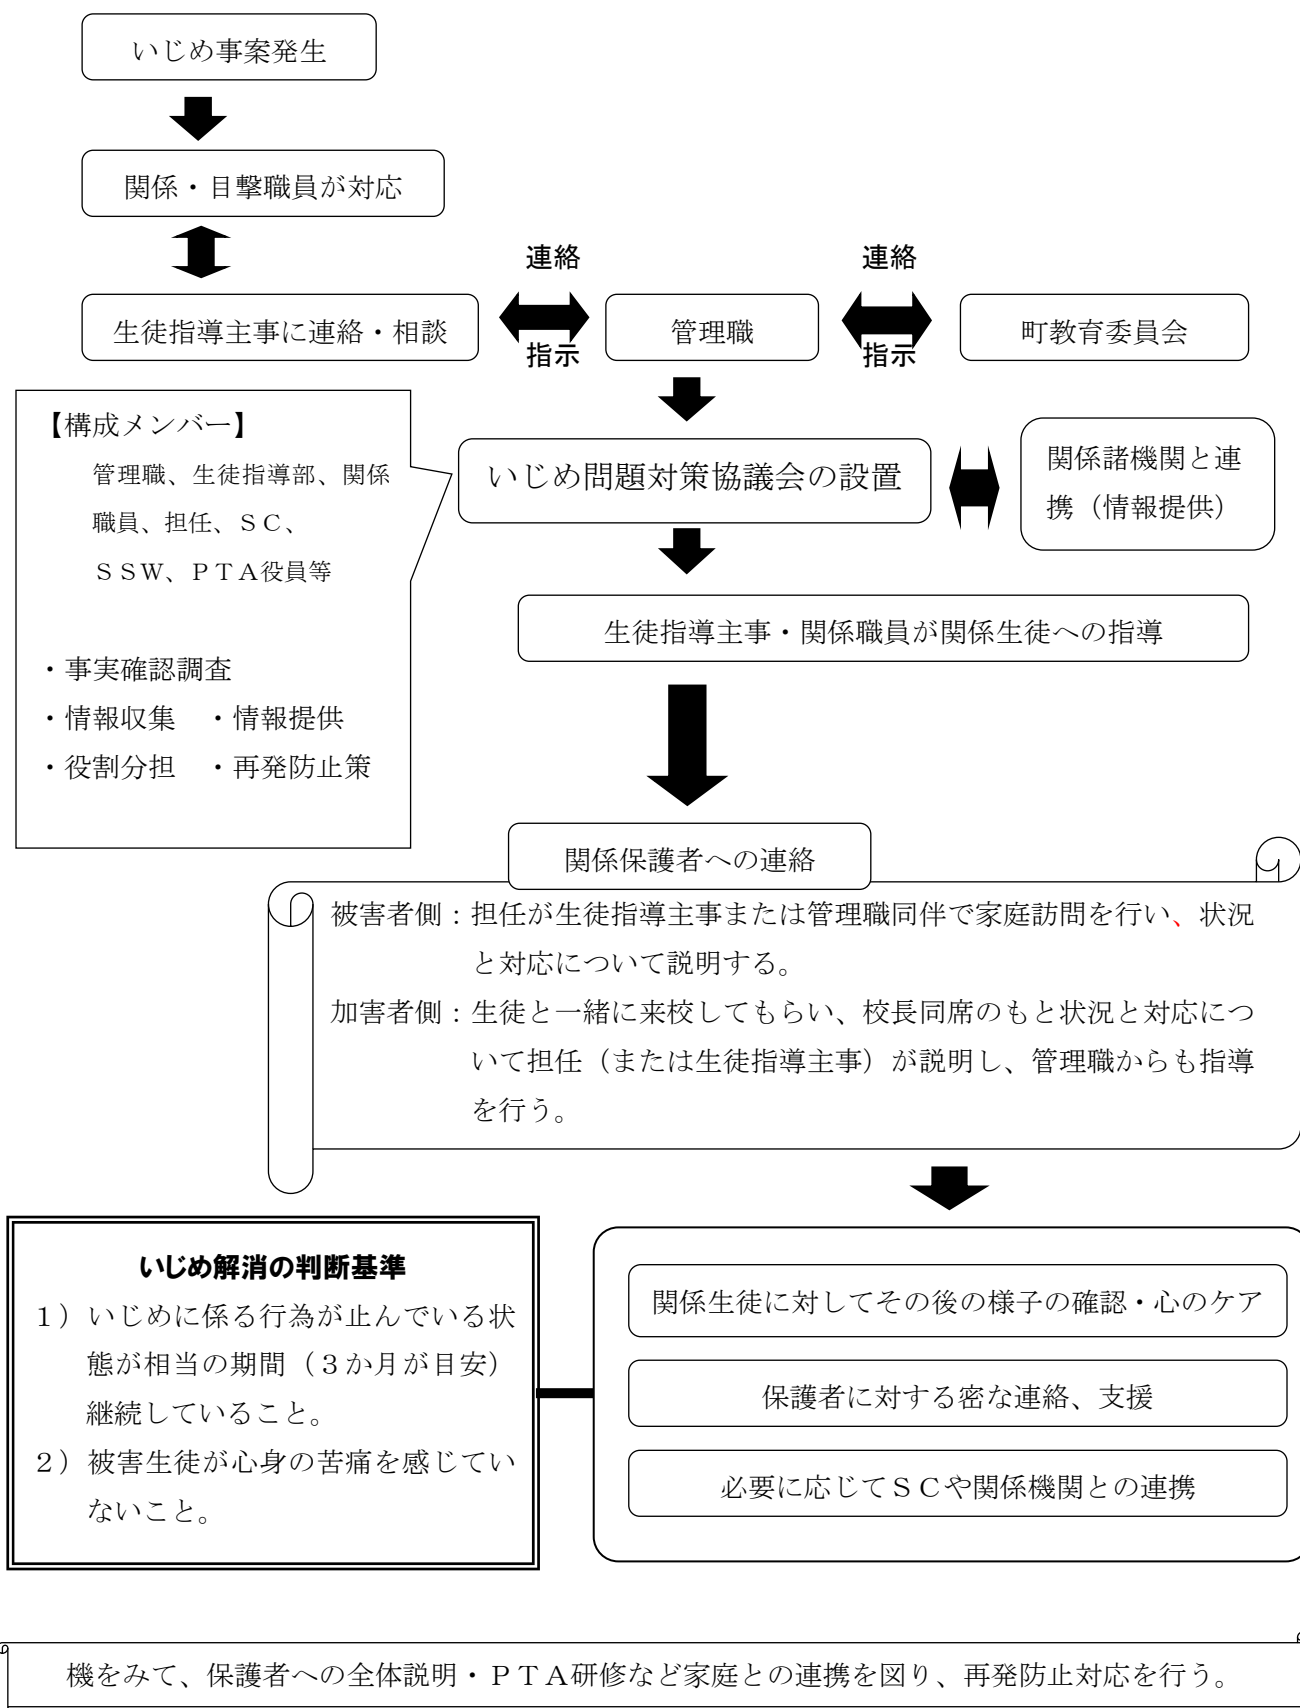 いじめ事案発生
関係・目撃職員が対応
連絡
連絡
生徒指導主事に連絡・相談
管理職
町教育委員会
指示
指示
【構成メンバー】
管理職、生徒指導部、関係
職員、担任、ＳＣ、
ＳＳＷ、ＰＴＡ役員等
・事実確認調査
・情報収集　・情報提供
・役割分担　・再発防止策
いじめ問題対策協議会の設置
関係諸機関と連
携（情報提供）
生徒指導主事・関係職員が関係生徒への指導
関係保護者への連絡
被害者側：担任が生徒指導主事または管理職同伴で家庭訪問を行い、状況
と対応について説明する。
加害者側：生徒と一緒に来校してもらい、校長同席のもと状況と対応につ
いて担任（または生徒指導主事）が説明し、管理職からも指導
を行う。
いじめ解消の判断基準
１）いじめに係る行為が止んでいる状
態が相当の期間（３か月が目安）
継続していること。
２）被害生徒が心身の苦痛を感じてい
ないこと。
関係生徒に対してその後の様子の確認・心のケア
保護者に対する密な連絡、支援
必要に応じてＳＣや関係機関との連携
機をみて、保護者への全体説明・ＰＴＡ研修など家庭との連携を図り、再発防止対応を行う。